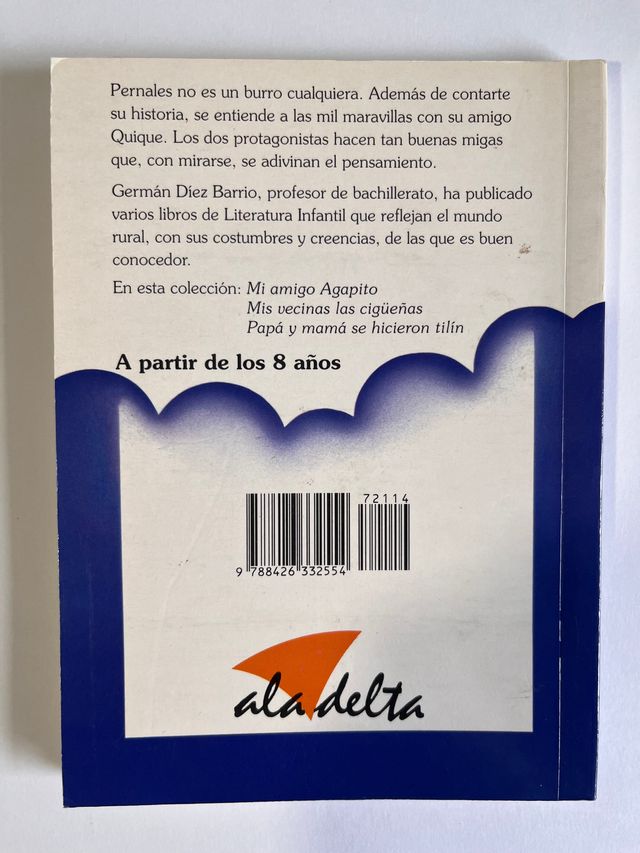 Pernales no es un burro cualquiera. Además de contarte
su historia, se entiende a las mil maravillas con su amigo
Quique. Los dos protagonistas hacen tan buenas migas
que, con mirarse, se adivinan el pensamiento.
Germán Díez Barrio, profesor de bachillerato, ha publicado
varios libros de Literatura Infantil que reflejan el mundo
rural, con sus costumbres y creencias, de las que es buen
conocedor.
En esta colección: Mi amigo Agapito
Mis vecinas las cigüeñas
Papá y mamá se hicieron tilín
A partir de los 8 años
72114
9 788426 332554
ala delta